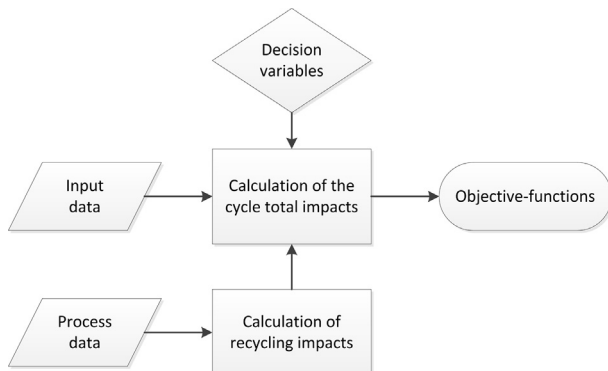 Decision
variables
Input
data
Calculation of the
cycle total impacts
Objective-functions
Process
data
Calculation of
recycling impacts